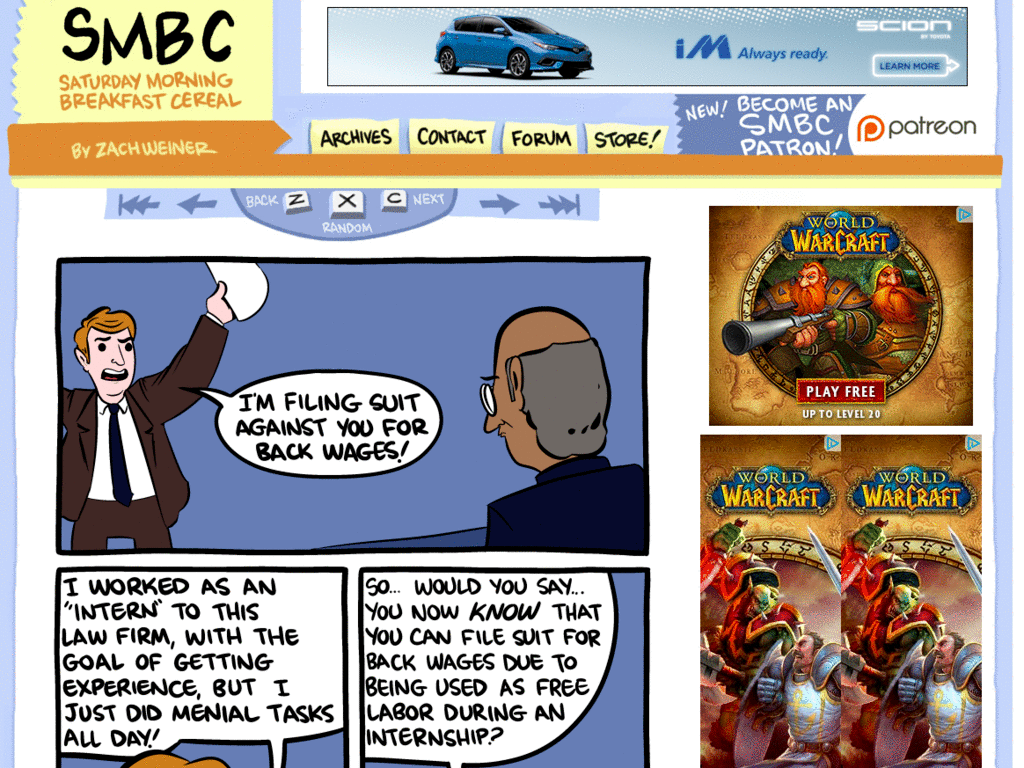 SMBC
SATURDAY MORNING
BREAKFAST CEREAL
BY ZACH WEINER
iM Always ready.
SCION
BY TOYOTA
LEARN MORE
ARCHIVES
CONTACT
FORUM
STORE!
NEW! BECOME AN
SMBC
PATRON!
patreon
BACK Z X C NEXT
RANDOM
I'M FILING SUIT
AGAINST YOU FOR
BACK WAGES!
I WORKED AS AN
"INTERN" TO THIS
LAW FIRM, WITH THE
GOAL OF GETTING
EXPERIENCE, BUT I
JUST DID MENIAL TASKS
ALL DAY!
SO... WOULD YOU SAY...
YOU NOW KNOW THAT
YOU CAN FILE SUIT FOR
BACK WAGES DUE TO
BEING USED AS FREE
LABOR DURING AN
INTERNSHIP?
WORLD
OF
WARCRAFT
PLAY FREE
UP TO LEVEL 20
WORLD
OF
WARCRAFT
WORLD
OF
WARCRAFT